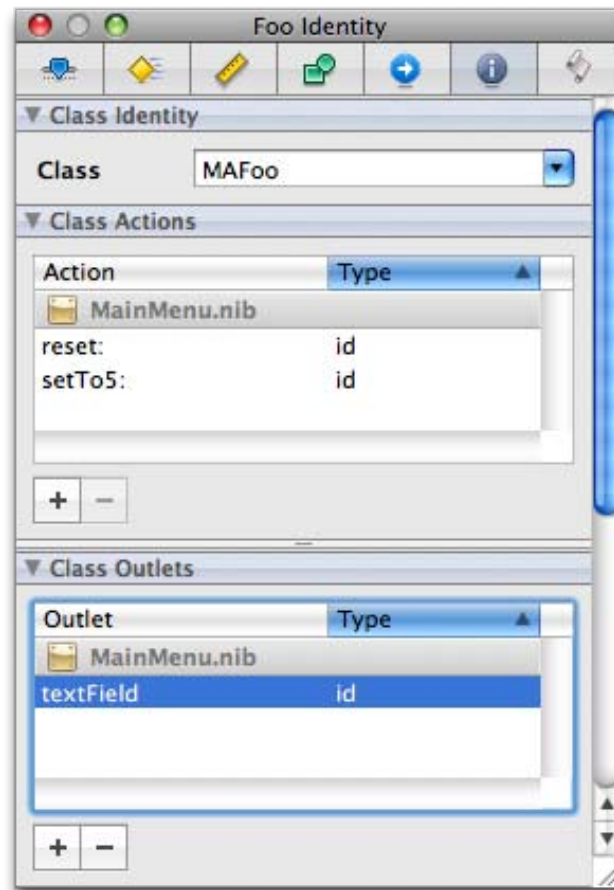 Foo Identity
Class Identity
Class MAFoo
Class Actions
Action Type
MainMenu.nib
reset: id
setTo5: id
+ −
Class Outlets
Outlet Type
MainMenu.nib
textField id
+ −